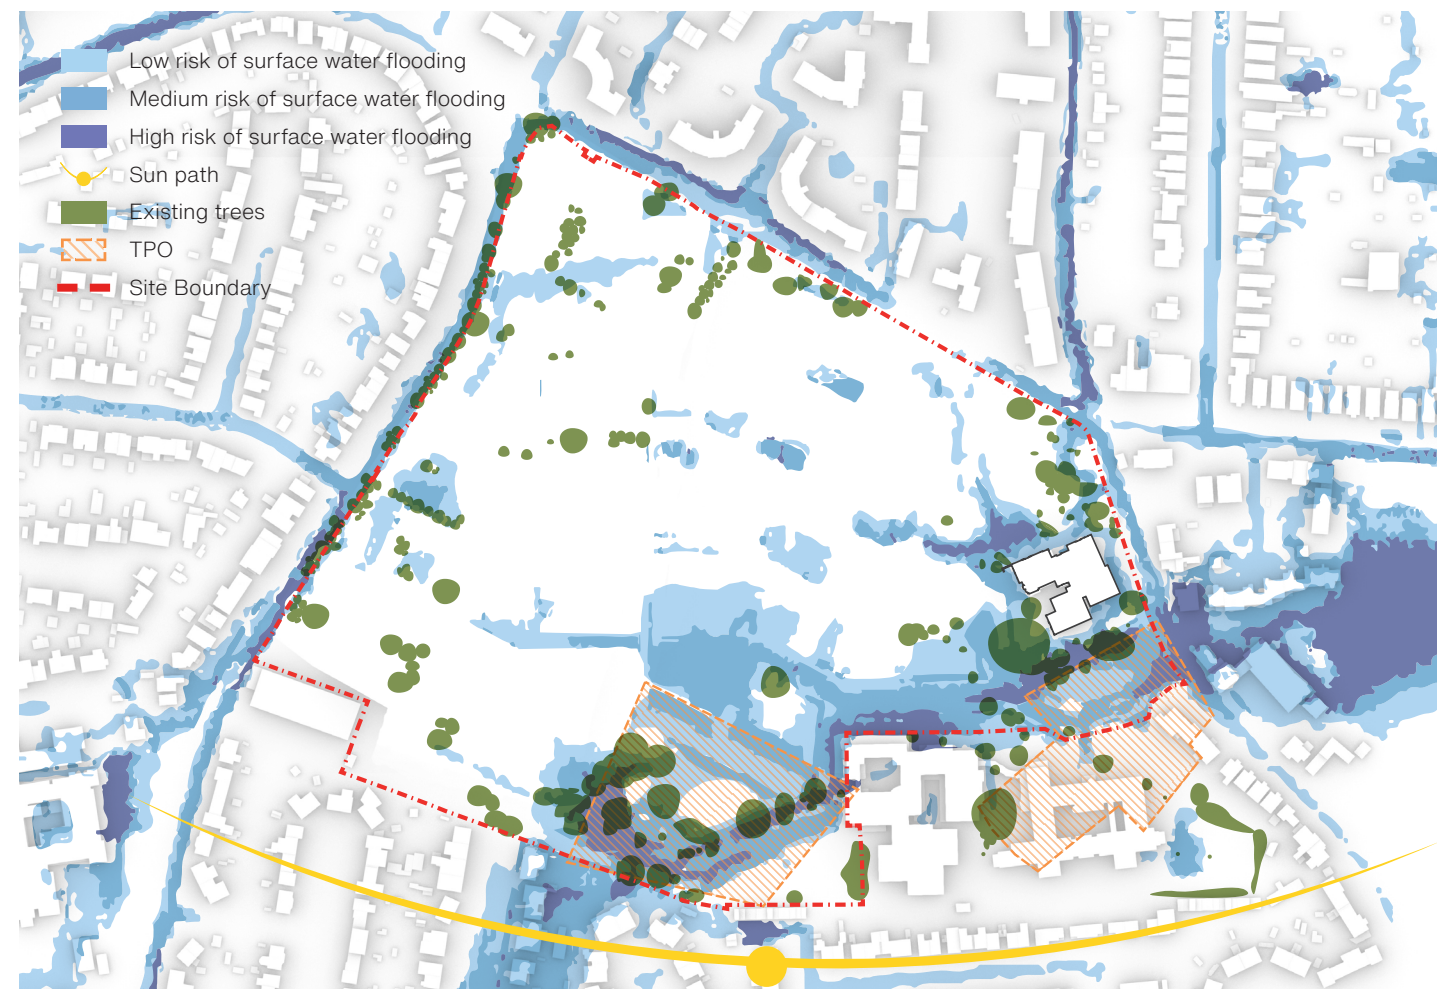 Low risk of surface water flooding
Medium risk of surface water flooding
High risk of surface water flooding
Sun path
Existing trees
TPO
Site Boundary